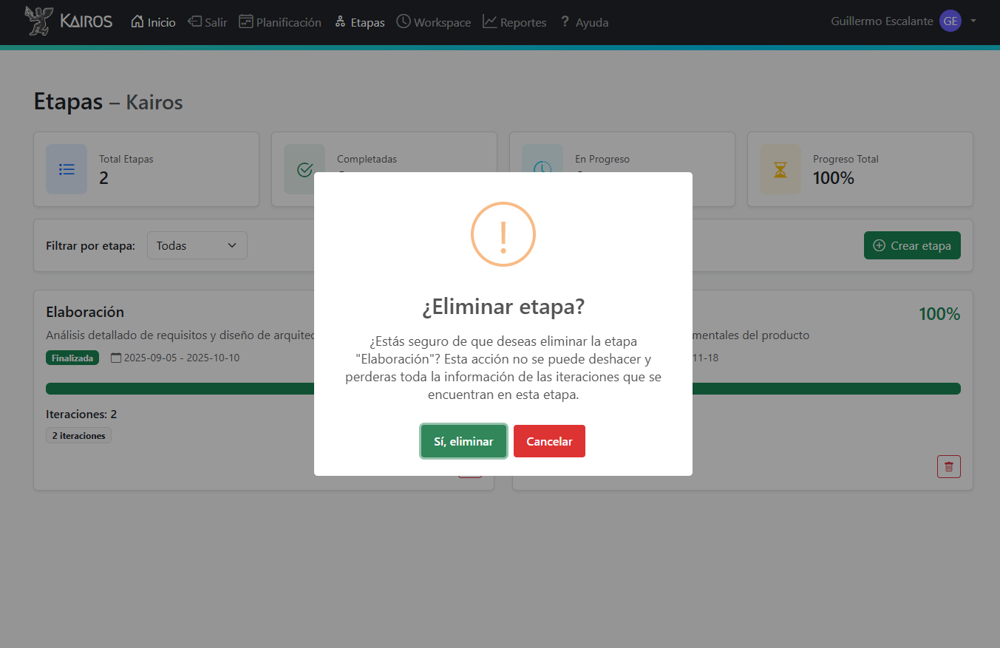 KAIROS
Inicio
Salir
Planificación
Etapas
Workspace
Reportes
? Ayuda
Guillermo Escalante
GE
Etapas – Kairos
Total Etapas
2
Completadas
En Progreso
Progreso Total
100%
Filtrar por etapa:
Todas
Crear etapa
Elaboración
Análisis detallado de requisitos y diseño de
Finalizada
2025-09-05 - 2025-10-10
Iteraciones: 2
2 iteraciones
100%
del producto
11-18
¿Eliminar etapa?
¿Estás seguro de que deseas eliminar la etapa
"Elaboración"? Esta acción no se puede deshacer y
perderas toda la información de las iteraciones que se
encuentran en esta etapa.
Sí, eliminar
Cancelar